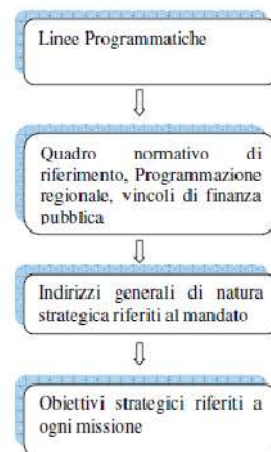 Linee Programmatiche
Quadro normativo di
riferimento, Programmazione
regionale, vincoli di finanza
pubblica
Indirizzi generali di natura
strategica riferiti al mandato
Obiettivi strategici riferiti a
ogni missione